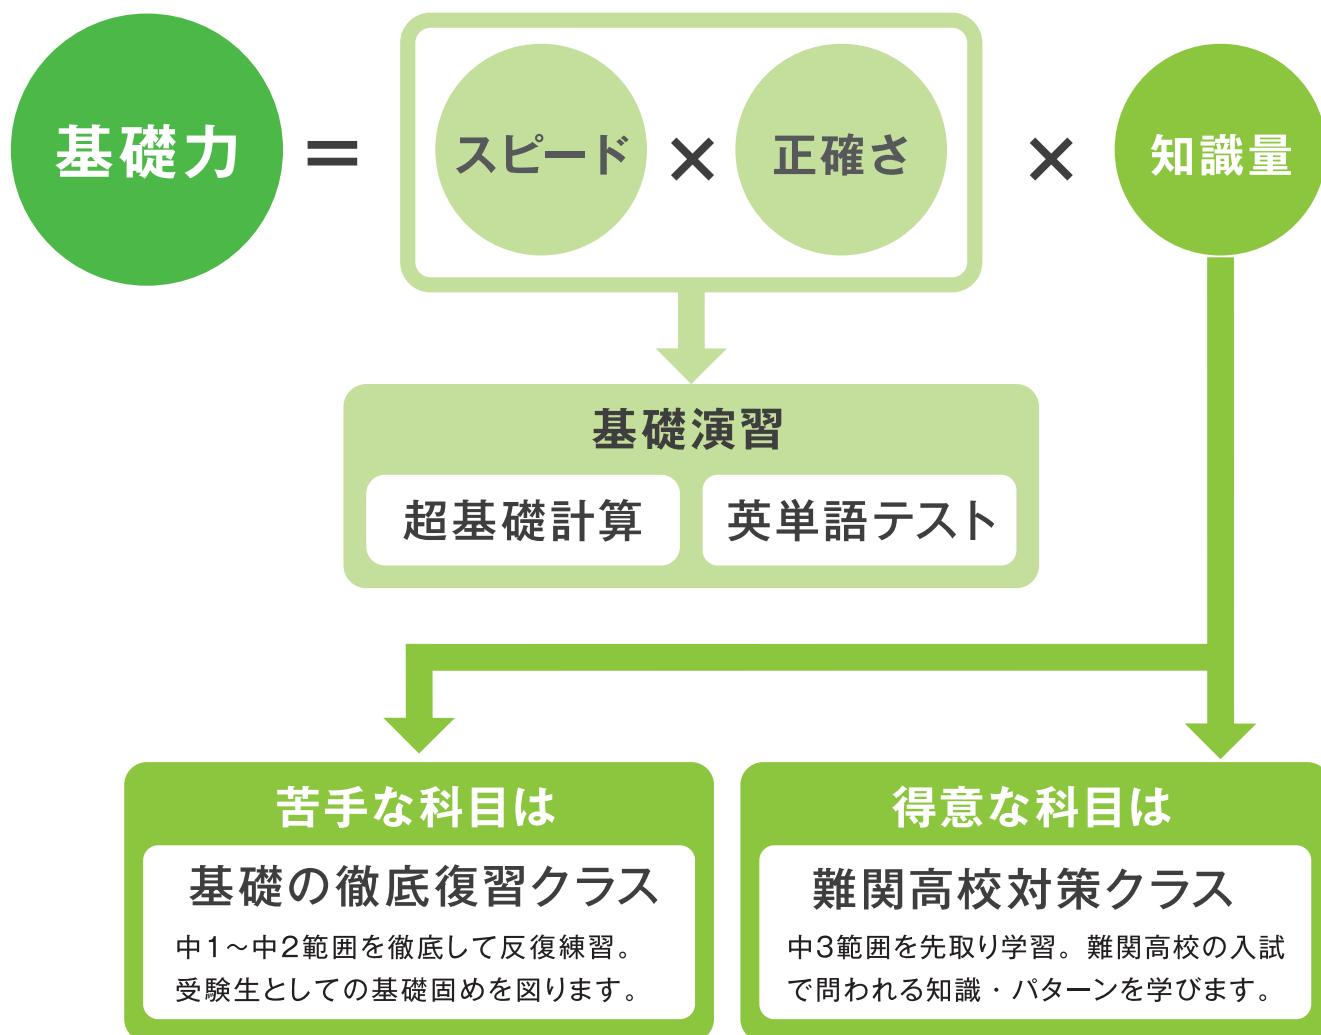 基礎力 = スピード × 正確さ × 知識量
基礎演習
超基礎計算 英単語テスト
苦手な科目は
基礎の徹底復習クラス
中1〜中2範囲を徹底して反復練習。
受験生としての基礎固めを図ります。
得意な科目は
難関高校対策クラス
中3範囲を先取り学習。難関高校の入試
で問われる知識・パターンを学びます。